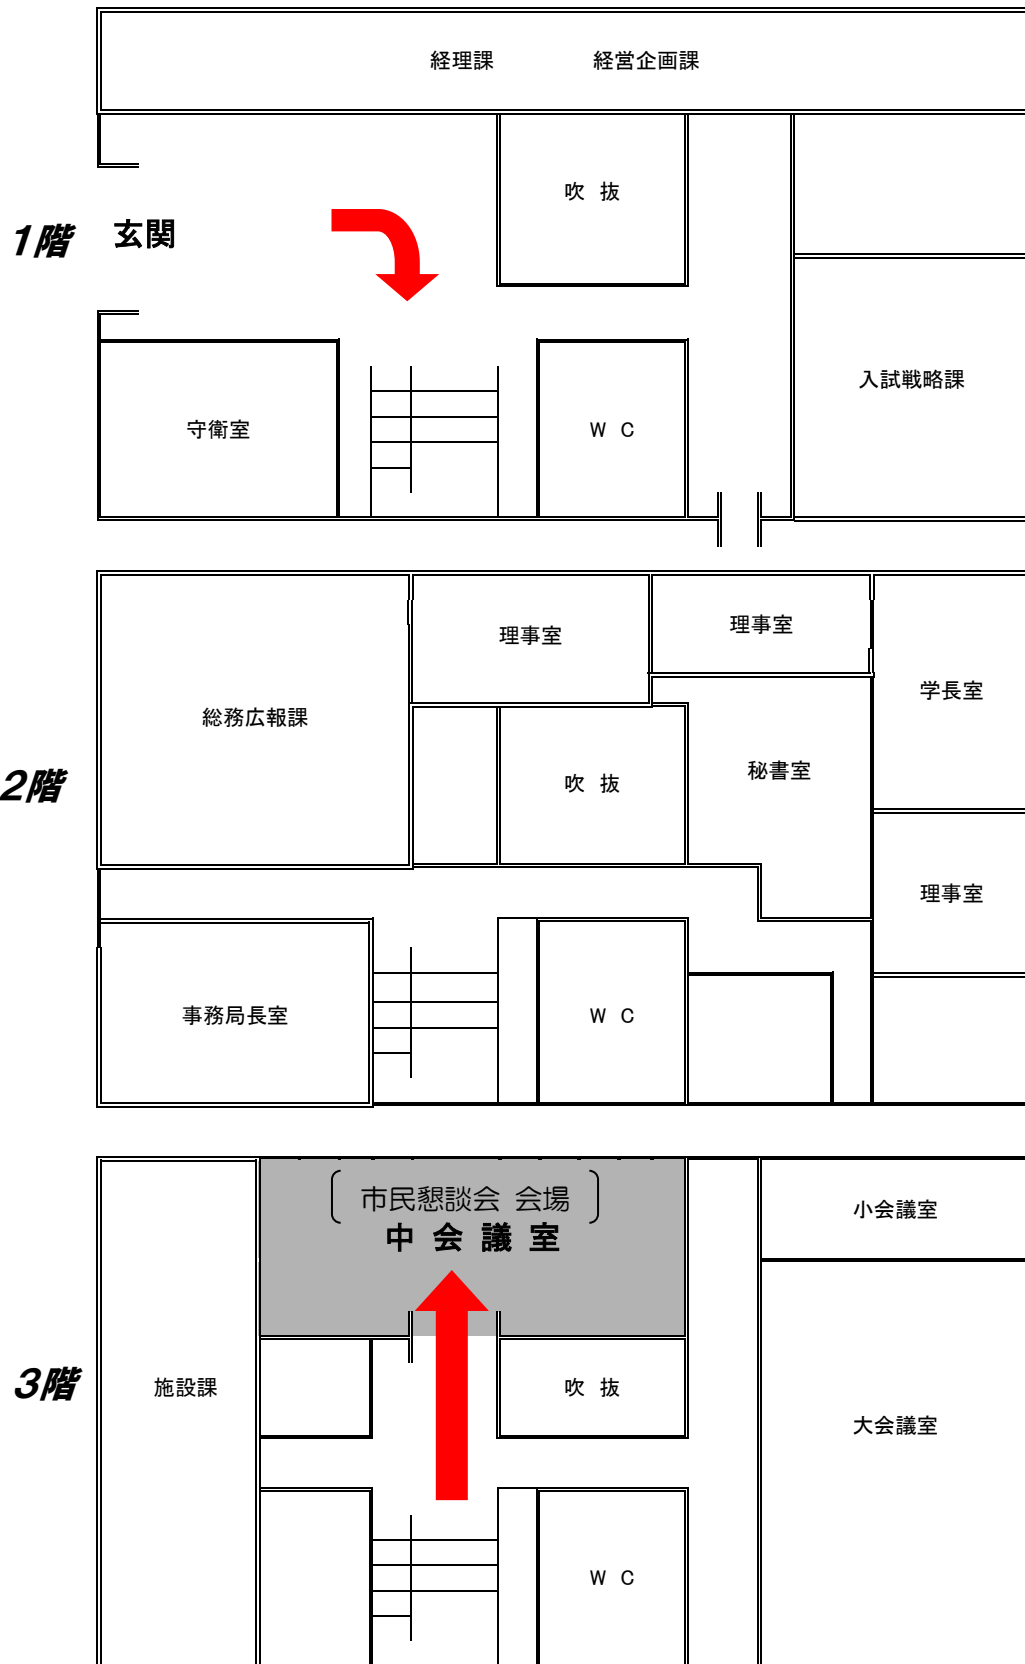 経理課　経営企画課
吹 抜
1階 玄関
入試戦略課
守衛室
W C
理事室
理事室
学長室
総務広報課
秘書室
2階
吹 抜
理事室
事務局長室
W C
市民懇談会 会場
中 会 議 室
小会議室
3階
施設課
吹 抜
大会議室
W C